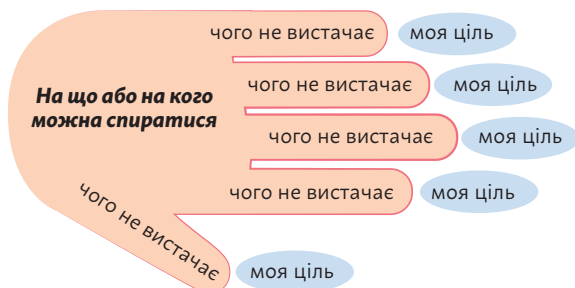 чого не вистачає моя ціль
чого не вистачає моя ціль
На що або на кого
можна спиратися
чого не вистачає моя ціль
чого не вистачає моя ціль
чого не вистачає
моя ціль